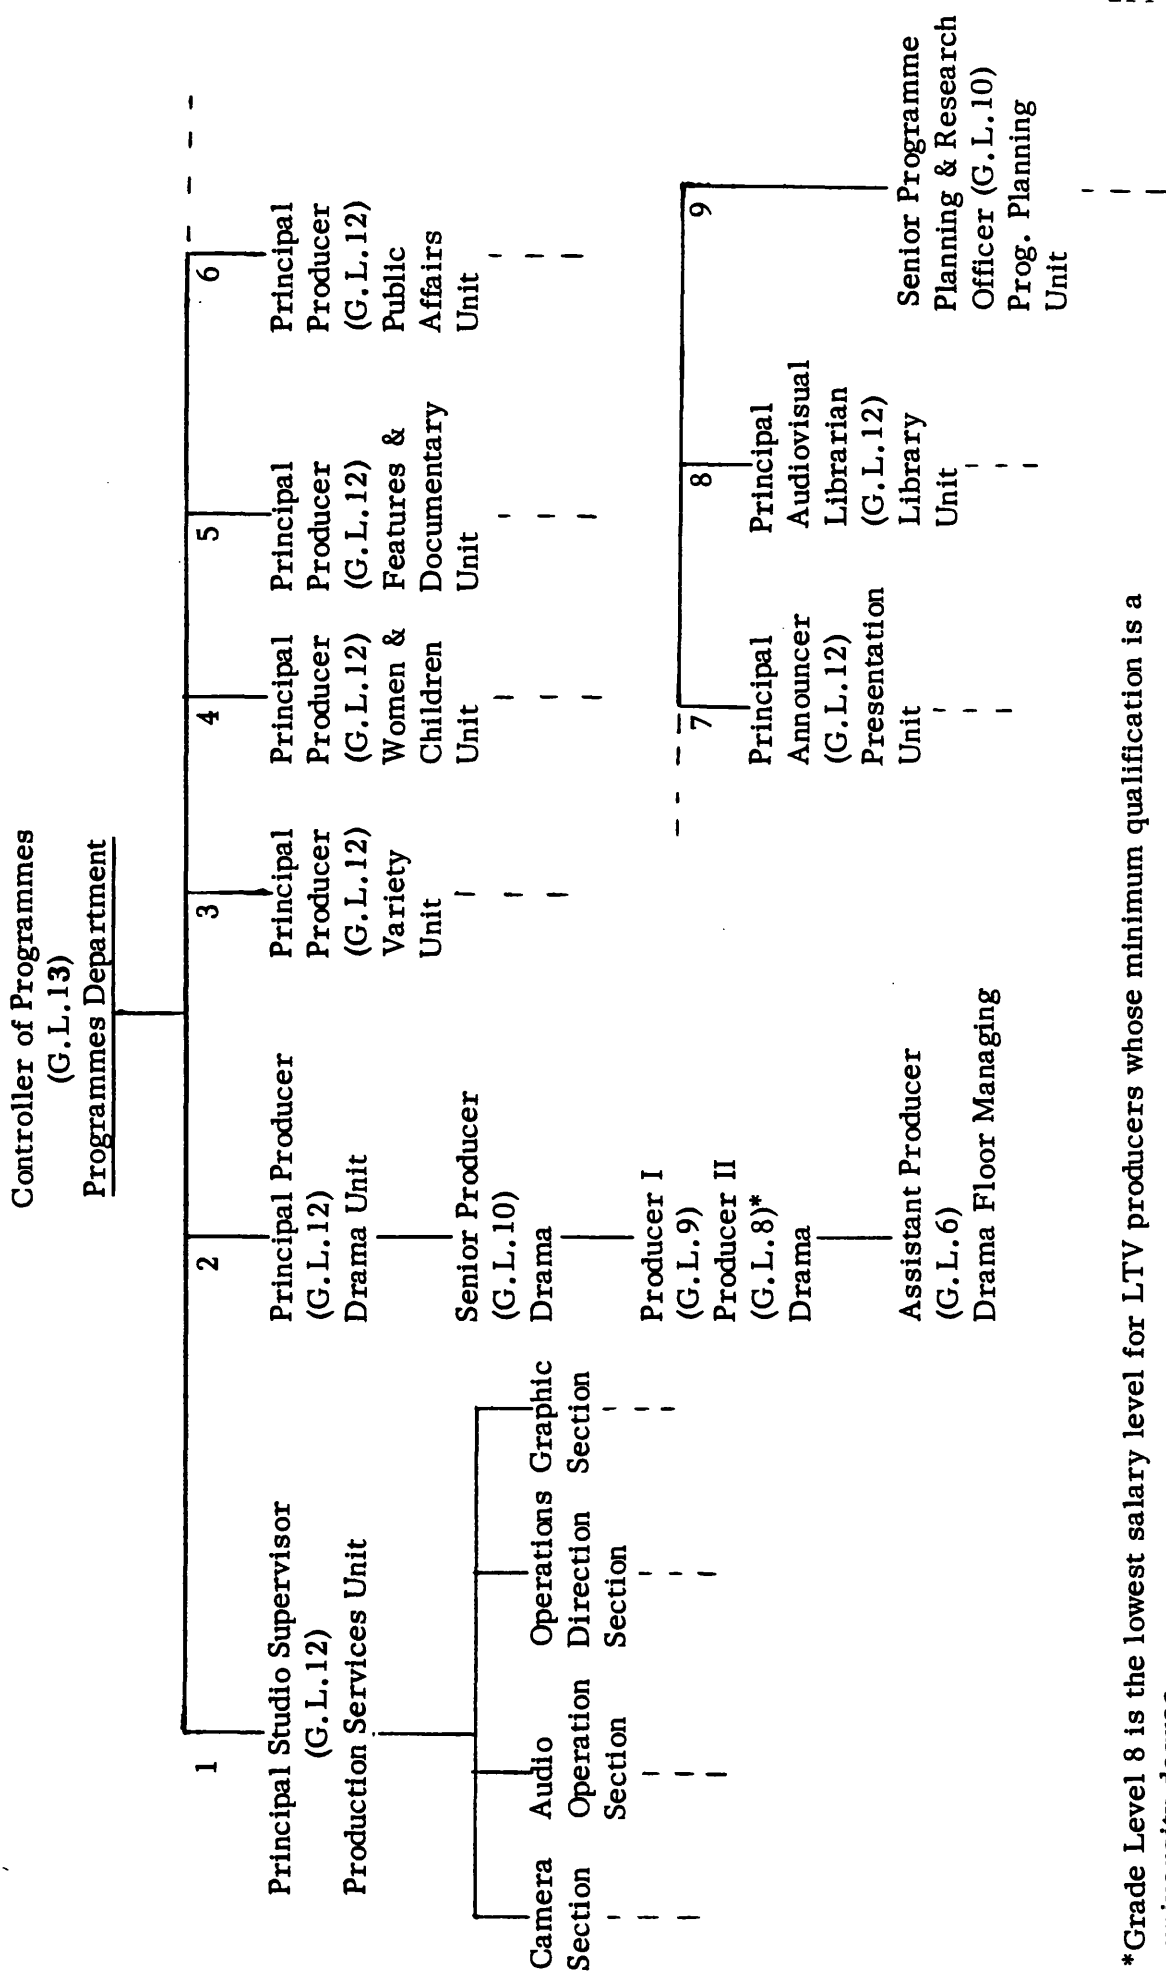 Controller of Programmes
(G.L.13)
Programmes Department
1
Principal Studio Supervisor
(G.L.12)
Production Services Unit
Camera
Section
Audio
Operation
Section
Operations
Direction
Section
Graphic
Section
2
Principal Producer
(G.L.12)
Drama Unit
Senior Producer
(G.L.10)
Drama
Producer I
(G.L.9)
Producer II
(G.L.8)*
Drama
Assistant Producer
(G.L.6)
Drama Floor Managing
3
Principal
Producer
(G.L.12)
Variety
Unit
4
Principal
Producer
(G.L.12)
Women &
Children
Unit
5
Principal
Producer
(G.L.12)
Features &
Documentary
Unit
6
Principal
Producer
(G.L.12)
Public
Affairs
Unit
7
Principal
Announcer
(G.L.12)
Presentation
Unit
8
Principal
Audiovisual
Librarian
(G.L.12)
Library
Unit
9
Senior Programme
Planning & Research
Officer (G.L.10)
Prog. Planning
Unit
*Grade Level 8 is the lowest salary level for LTV producers whose minimum qualification is a